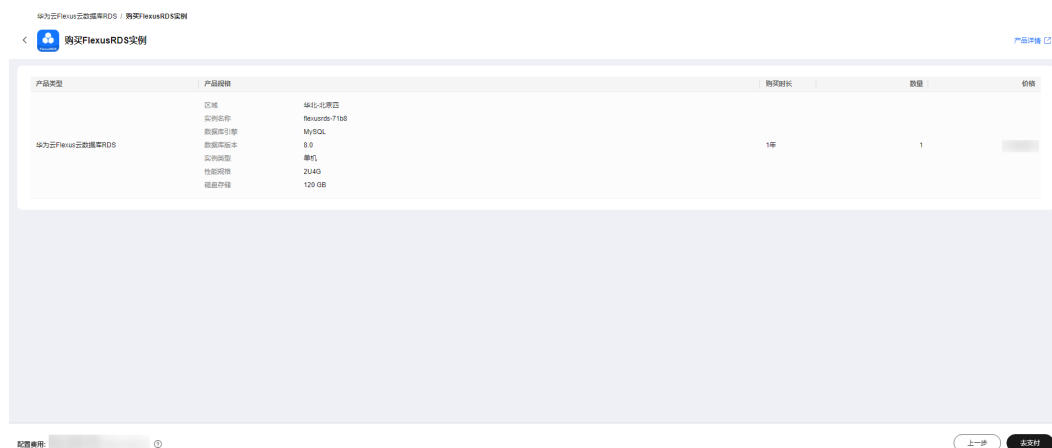 华为云Flexus云数据库RDS / 购买FlexusRDS实例
购买FlexusRDS实例
产品详情
产品类型 产品规格 购买时长 数量 价格
区域 华北-北京四
实例名称 flexusrds-71b8
数据库引擎 MySQL
华为云Flexus云数据库RDS 数据库版本 8.0 1年 1
实例类型 单机
性能规格 2U4G
磁盘存储 120 GB
配置费用:
上一步 去支付